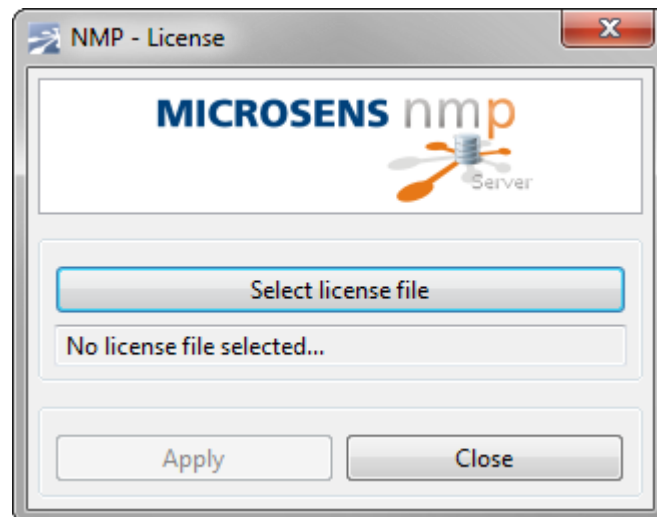 NMP - License
MICROSENS nmp
Server
Select license file
No license file selected...
Apply
Close